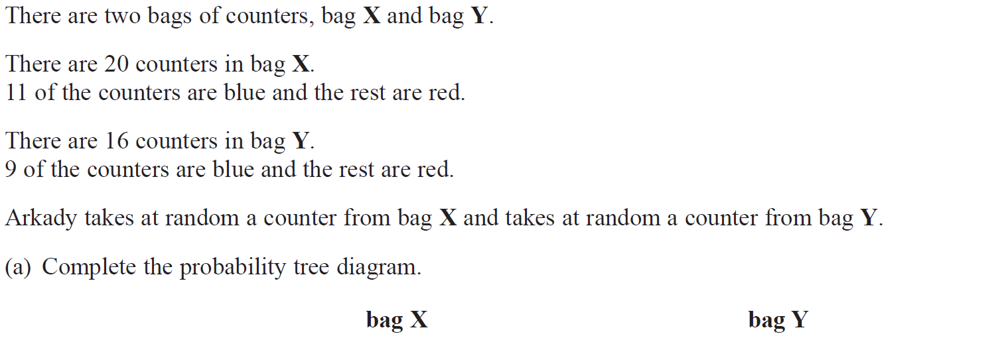 There are two bags of counters, bag X and bag Y.
There are 20 counters in bag X.
11 of the counters are blue and the rest are red.
There are 16 counters in bag Y.
9 of the counters are blue and the rest are red.
Arkady takes at random a counter from bag X and takes at random a counter from bag Y.
(a) Complete the probability tree diagram.
bag X bag Y